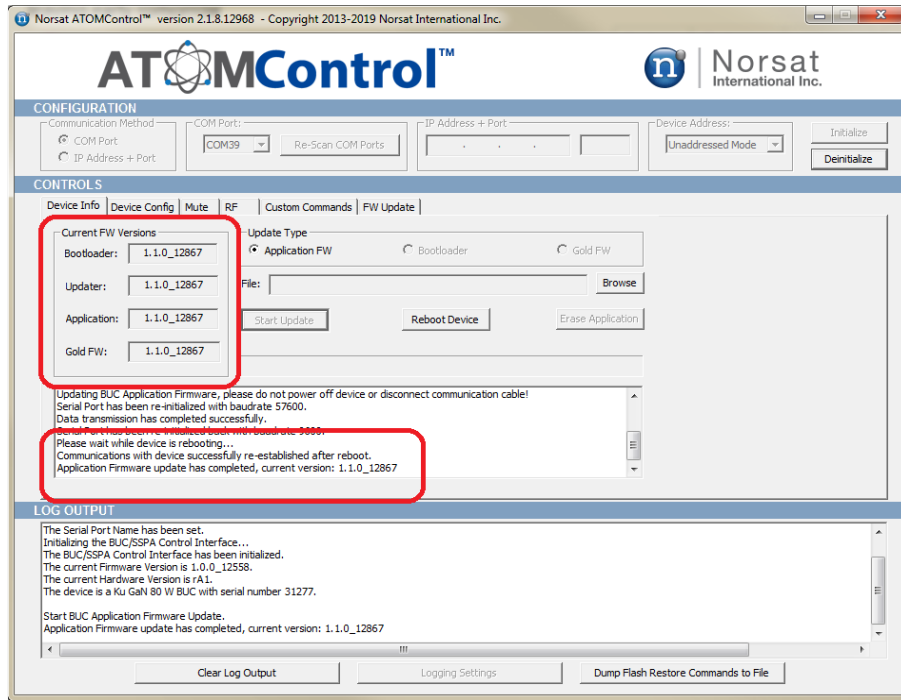 Norsat ATOMControl™ version 2.1.8.12968 - Copyright 2013-2019 Norsat International Inc.
ATOMControl™
n
Norsat
International Inc.
CONFIGURATION
Communication Method
COM Port
IP Address + Port
COM Port:
COM39
Re-Scan COM Ports
IP Address + Port
. . .
Device Address:
Unaddressed Mode
Initialize
Deinitialize
CONTROLS
Device Info Device Config Mute RF Custom Commands FW Update
Current FW Versions
Bootloader: 1.1.0_12867
Updater: 1.1.0_12867
Application: 1.1.0_12867
Gold FW: 1.1.0_12867
Update Type
Application FW Bootloader Gold FW
File: Browse
Start Update Reboot Device Erase Application
Updating BUC Application Firmware, please do not power off device or disconnect communication cable!
Serial Port has been re-initialized with baudrate 57600.
Data transmission has completed successfully.
Serial Port has been re-initialized back with baudrate 9600.
Please wait while device is rebooting...
Communications with device successfully re-established after reboot.
Application Firmware update has completed, current version: 1.1.0_12867
LOG OUTPUT
The Serial Port Name has been set.
Initializing the BUC/SSPA Control Interface...
The BUC/SSPA Control Interface has been initialized.
The current Firmware Version is 1.0.0_12558.
The current Hardware Version is rA1.
The device is a Ku GaN 80 W BUC with serial number 31277.
Start BUC Application Firmware Update.
Application Firmware update has completed, current version: 1.1.0_12867
Clear Log Output Logging Settings Dump Flash Restore Commands to File